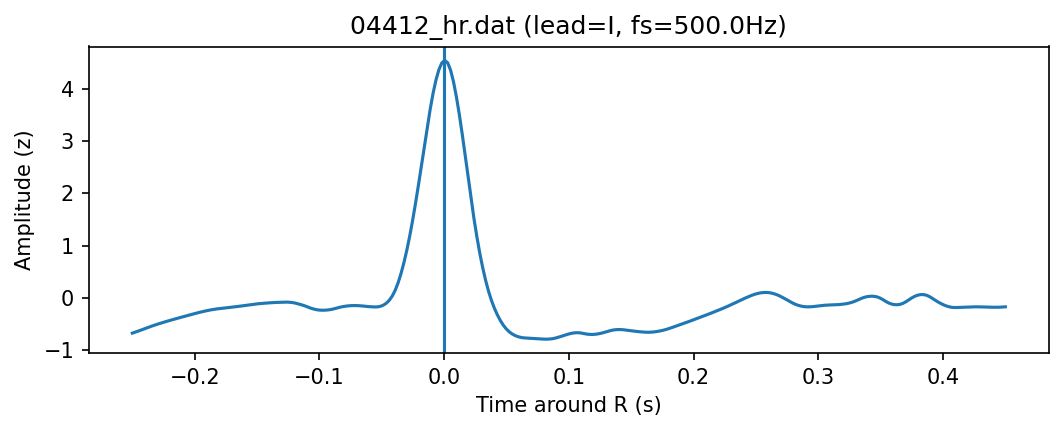 04412_hr.dat (lead=I, fs=500.0Hz)
Amplitude (z)
4
3
2
1
0
−1
−0.2 −0.1 0.0 0.1 0.2 0.3 0.4
Time around R (s)